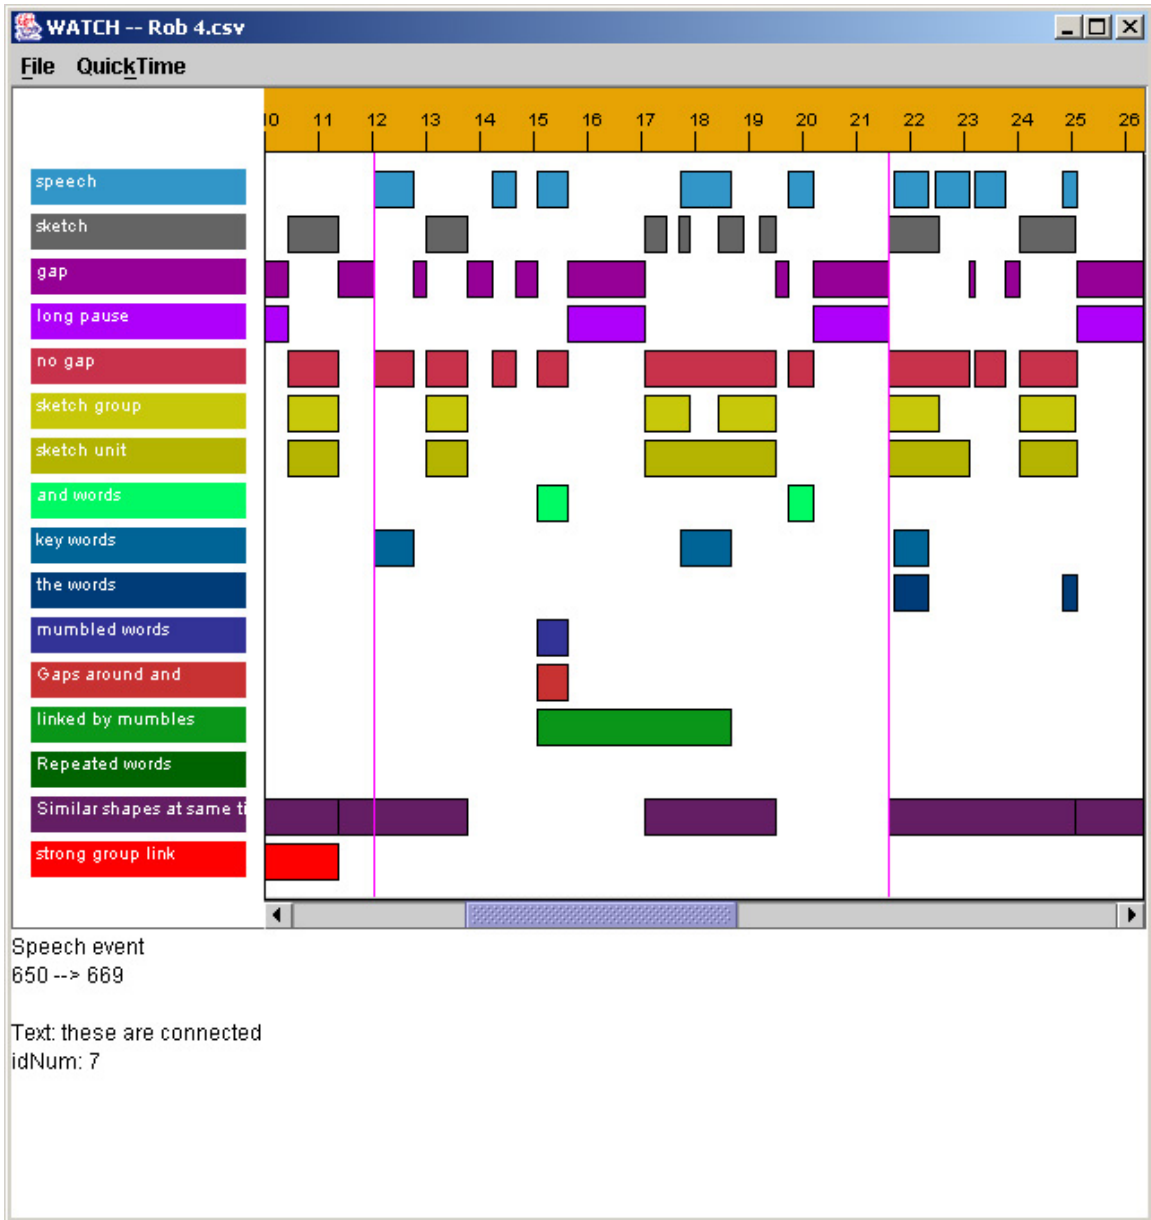 WATCH -- Rob 4.csv
File QuickTime
10 11 12 13 14 15 16 17 18 19 20 21 22 23 24 25 26
speech
sketch
gap
long pause
no gap
sketch group
sketch unit
and words
key words
the words
mumbled words
Gaps around and
linked by mumbles
Repeated words
Similar shapes at same ti
strong group link
Speech event
650 --> 669
Text: these are connected
idNum: 7